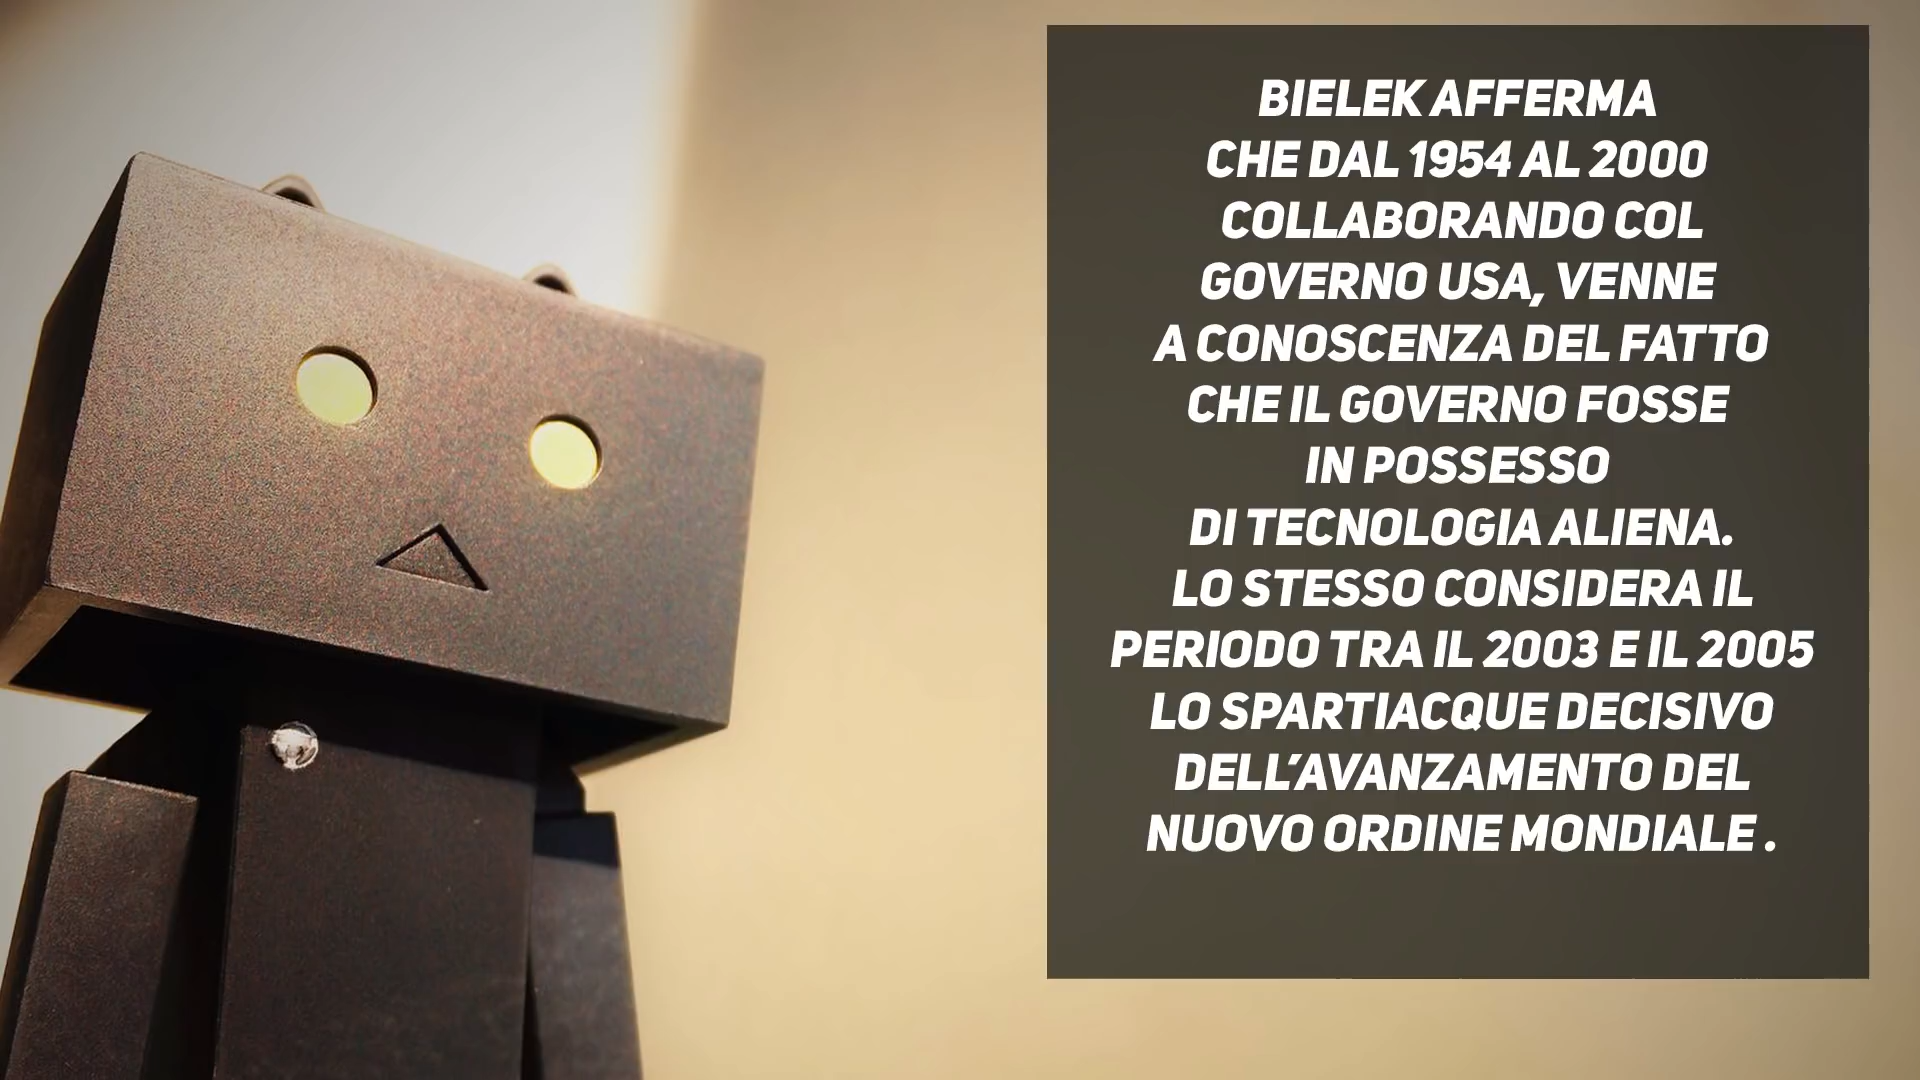 BIELEK AFFERMA
CHE DAL 1954 AL 2000
COLLABORANDO COL
GOVERNO USA, VENNE
A CONOSCENZA DEL FATTO
CHE IL GOVERNO FOSSE
IN POSSESSO
DI TECNOLOGIA ALIENA.
LO STESSO CONSIDERA IL
PERIODO TRA IL 2003 E IL 2005
LO SPARTIACQUE DECISIVO
DELL'AVANZAMENTO DEL
NUOVO ORDINE MONDIALE .